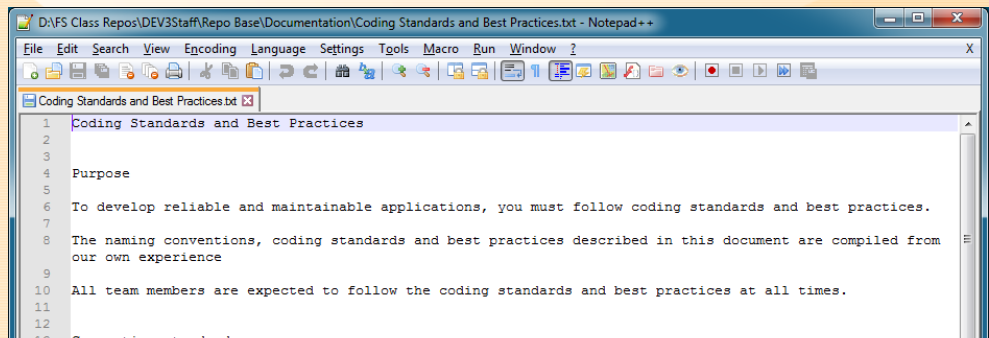 D:\FS Class Repos\DEV3Staff\Repo Base\Documentation\Coding Standards and Best Practices.txt - Notepad++
File Edit Search View Encoding Language Settings Tools Macro Run Window ? X
Coding Standards and Best Practices.txt
1 Coding Standards and Best Practices
2
3
4 Purpose
5
6 To develop reliable and maintainable applications, you must follow coding standards and best practices.
7
8 The naming conventions, coding standards and best practices described in this document are compiled from
our own experience
9
10 All team members are expected to follow the coding standards and best practices at all times.
11
12